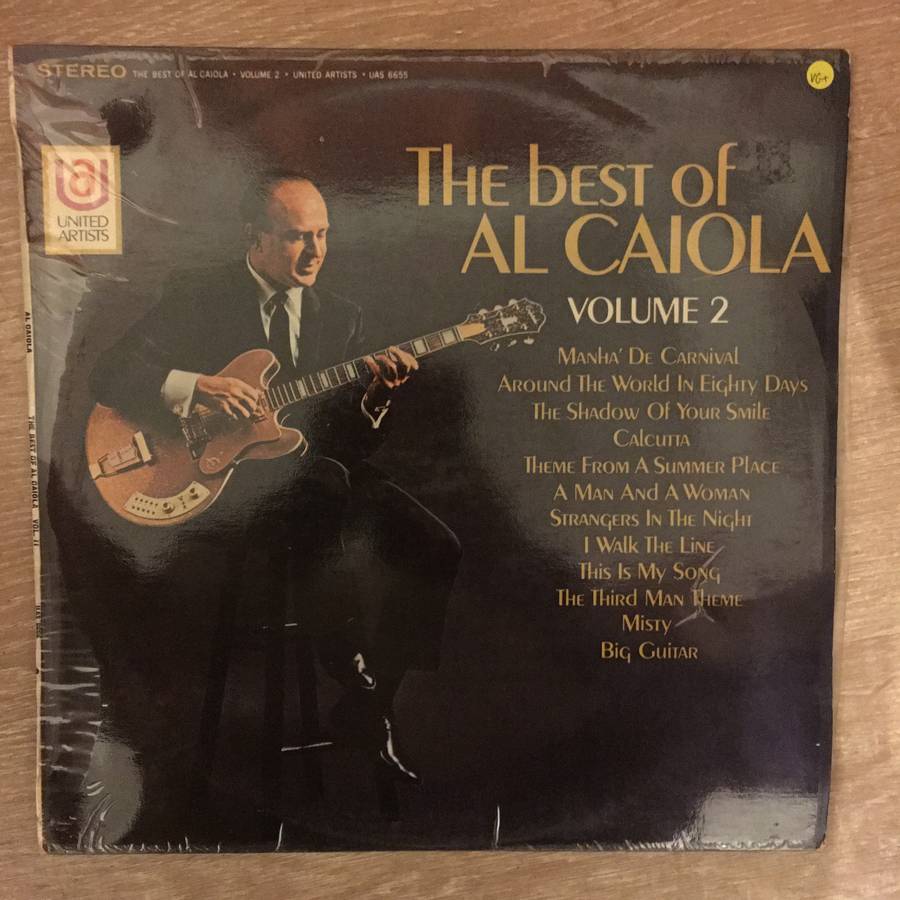 STEREO THE BEST OF AL CAIOLA • VOLUME 2 • UNITED ARTISTS • UAS 6655
VG+
UA
UNITED
ARTISTS
The best of
AL CAIOLA
VOLUME 2
Manha' De Carnival
Around The World In Eighty Days
The Shadow Of Your Smile
Calcutta
Theme From A Summer Place
A Man And A Woman
Strangers In The Night
I Walk The Line
This Is My Song
The Third Man Theme
Misty
Big Guitar
AL CAIOLA
THE BEST OF AL CAIOLA VOL. II